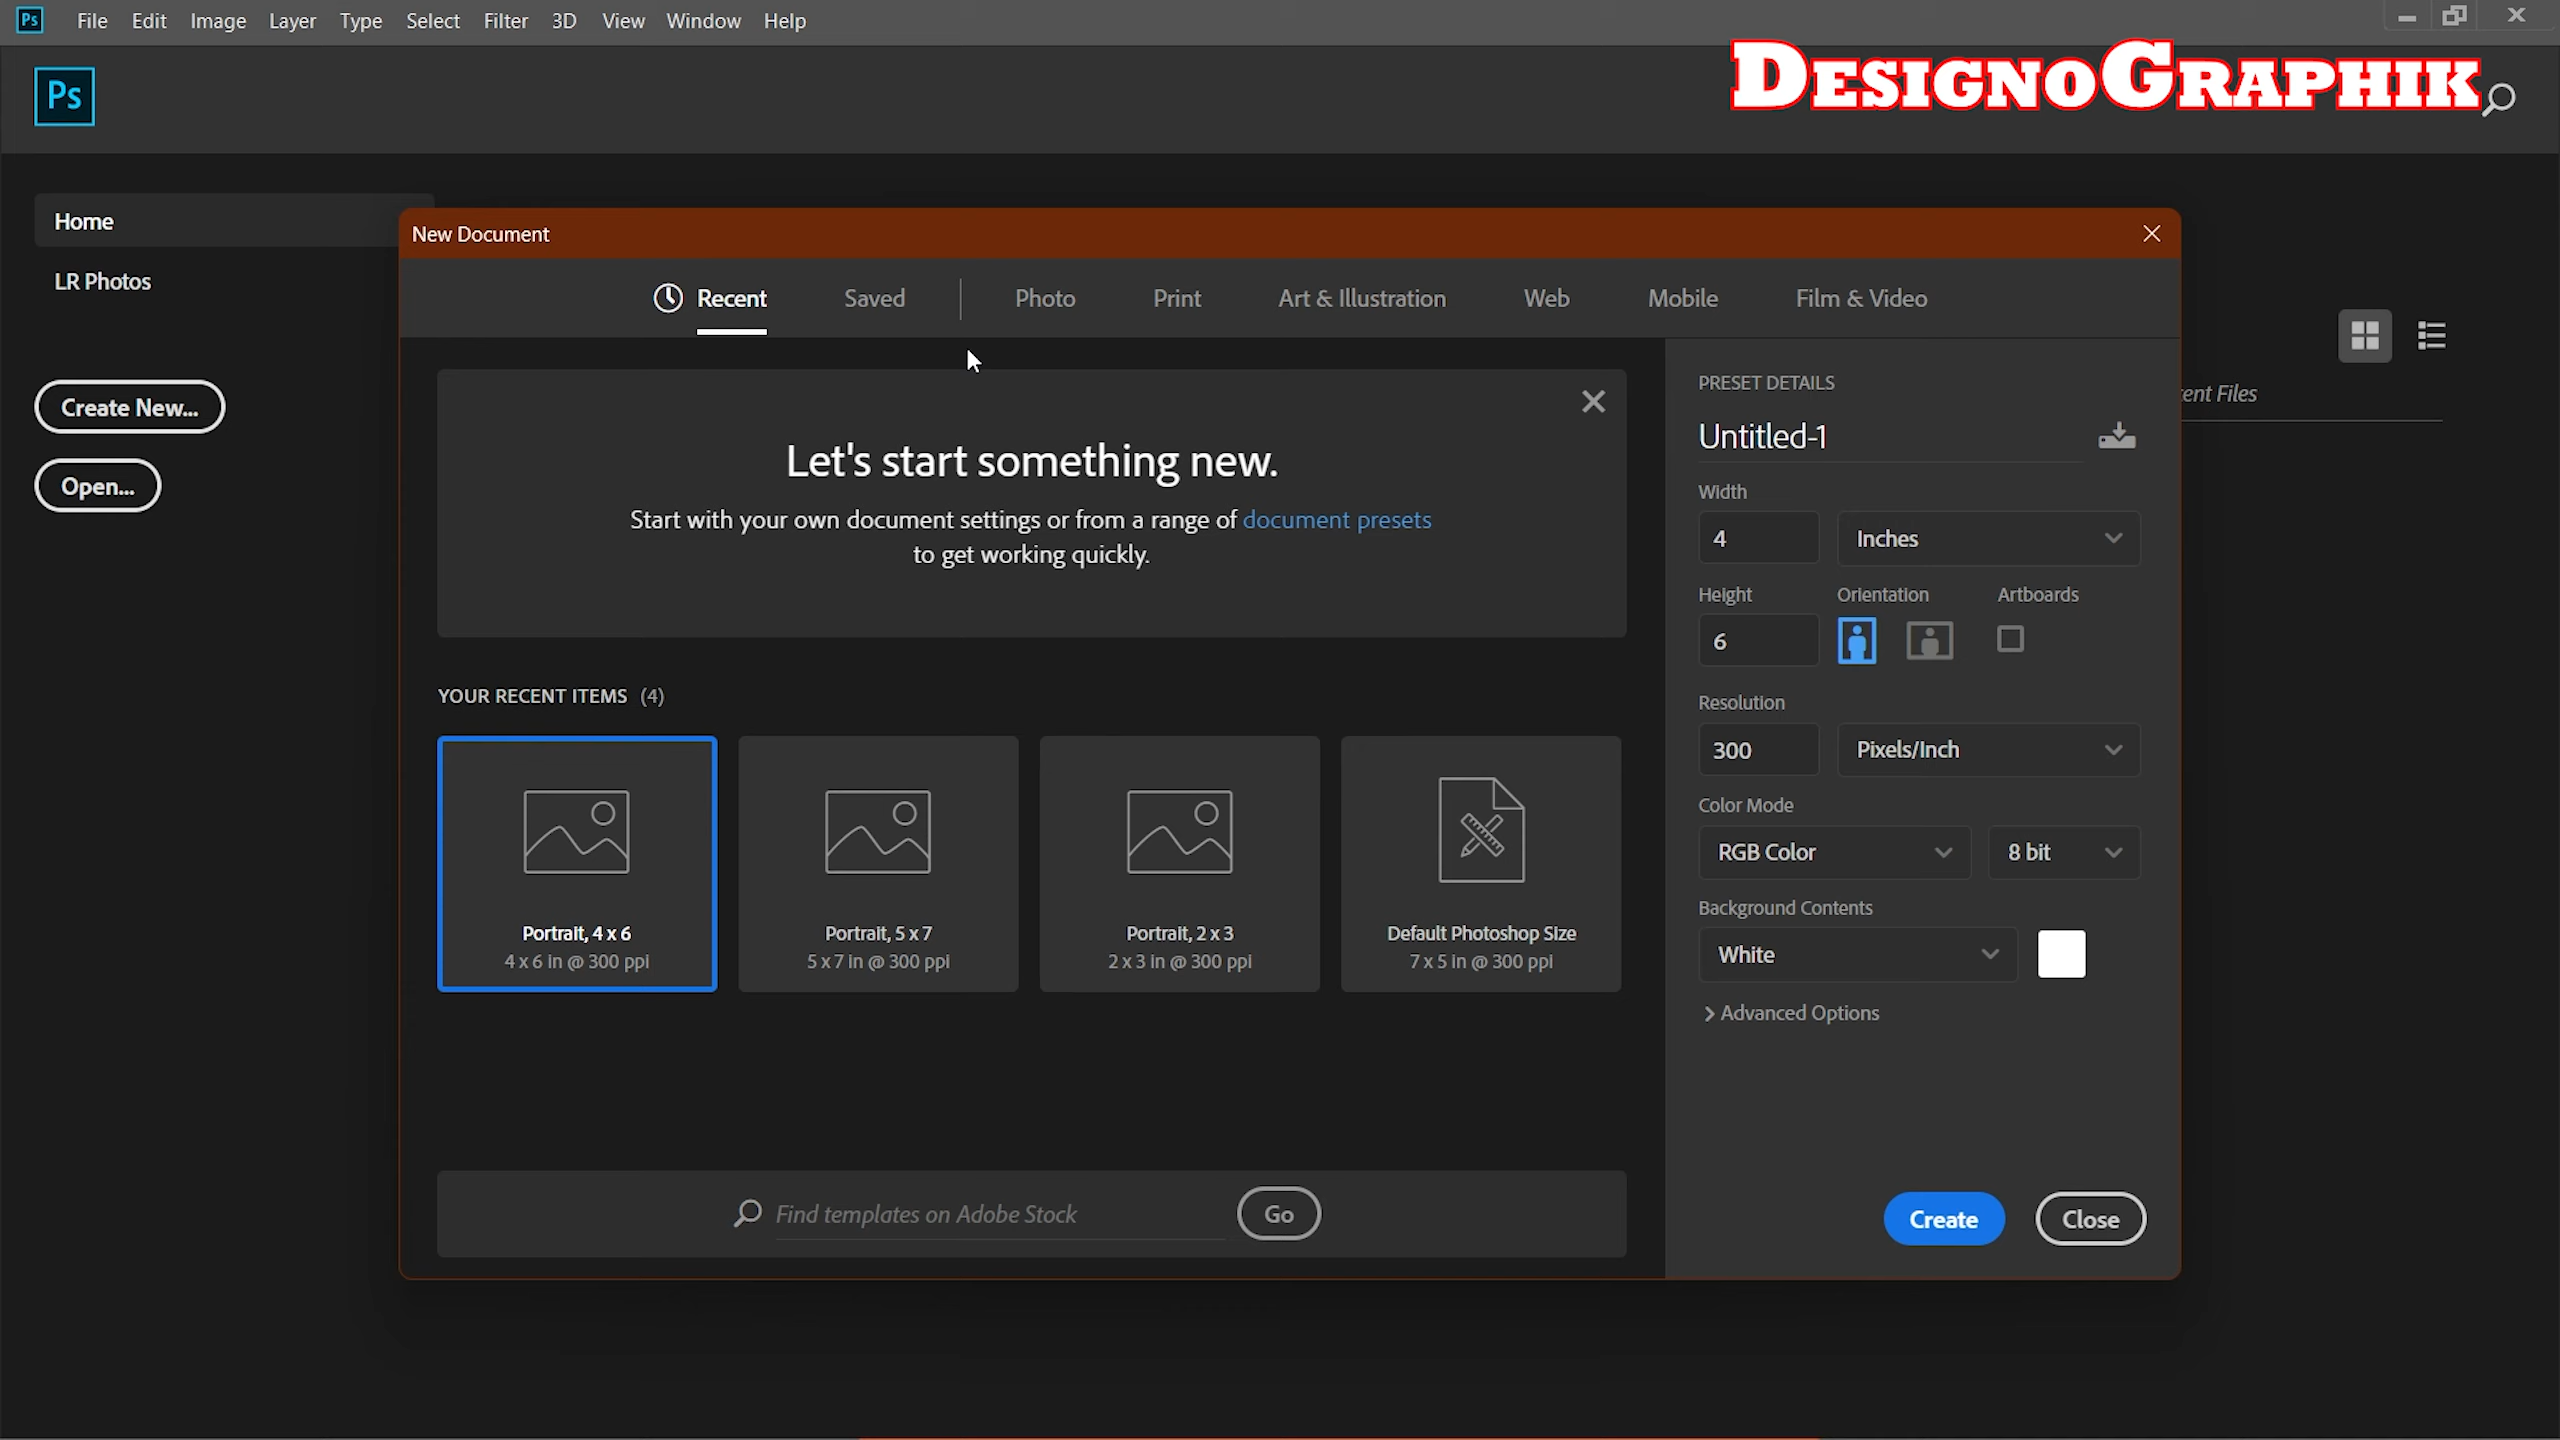 Ps File Edit Image Layer Type Select Filter 3D View Window Help
DesignoGraphik
Ps
Home
LR Photos
Create New...
Open...
New Document
Recent Saved Photo Print Art & Illustration Web Mobile Film & Video
Let's start something new.
Start with your own document settings or from a range of document presets
to get working quickly.
YOUR RECENT ITEMS (4)
Portrait, 4 x 6
4 x 6 in @ 300 ppi
Portrait, 5 x 7
5 x 7 in @ 300 ppi
Portrait, 2 x 3
2 x 3 in @ 300 ppi
Default Photoshop Size
7 x 5 in @ 300 ppi
Find templates on Adobe Stock Go
PRESET DETAILS
Untitled-1
Width
4 Inches
Height Orientation Artboards
6
Resolution
300 Pixels/Inch
Color Mode
RGB Color 8 bit
Background Contents
White
Advanced Options
Create Close
Files